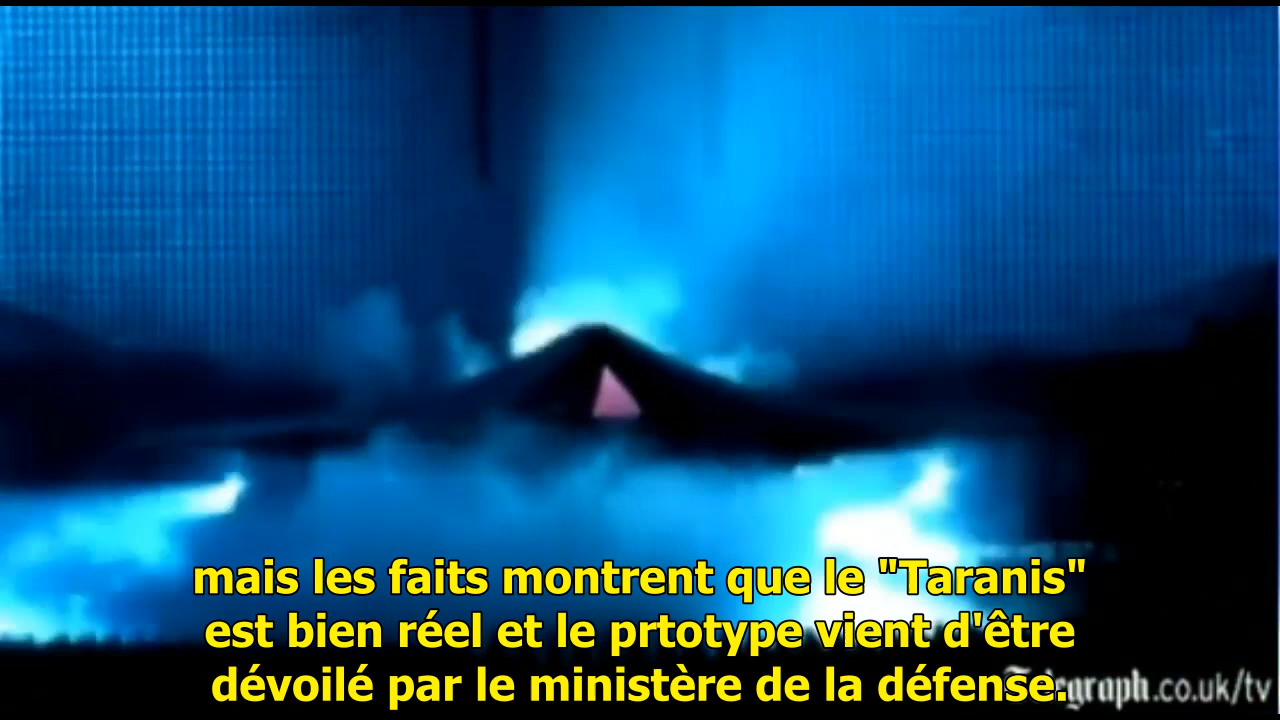 mais les faits montrent que le "Taranis"
est bien réel et le prtotype vient d'être
dévoilé par le ministère de la défense.
Telegraph.co.uk/tv